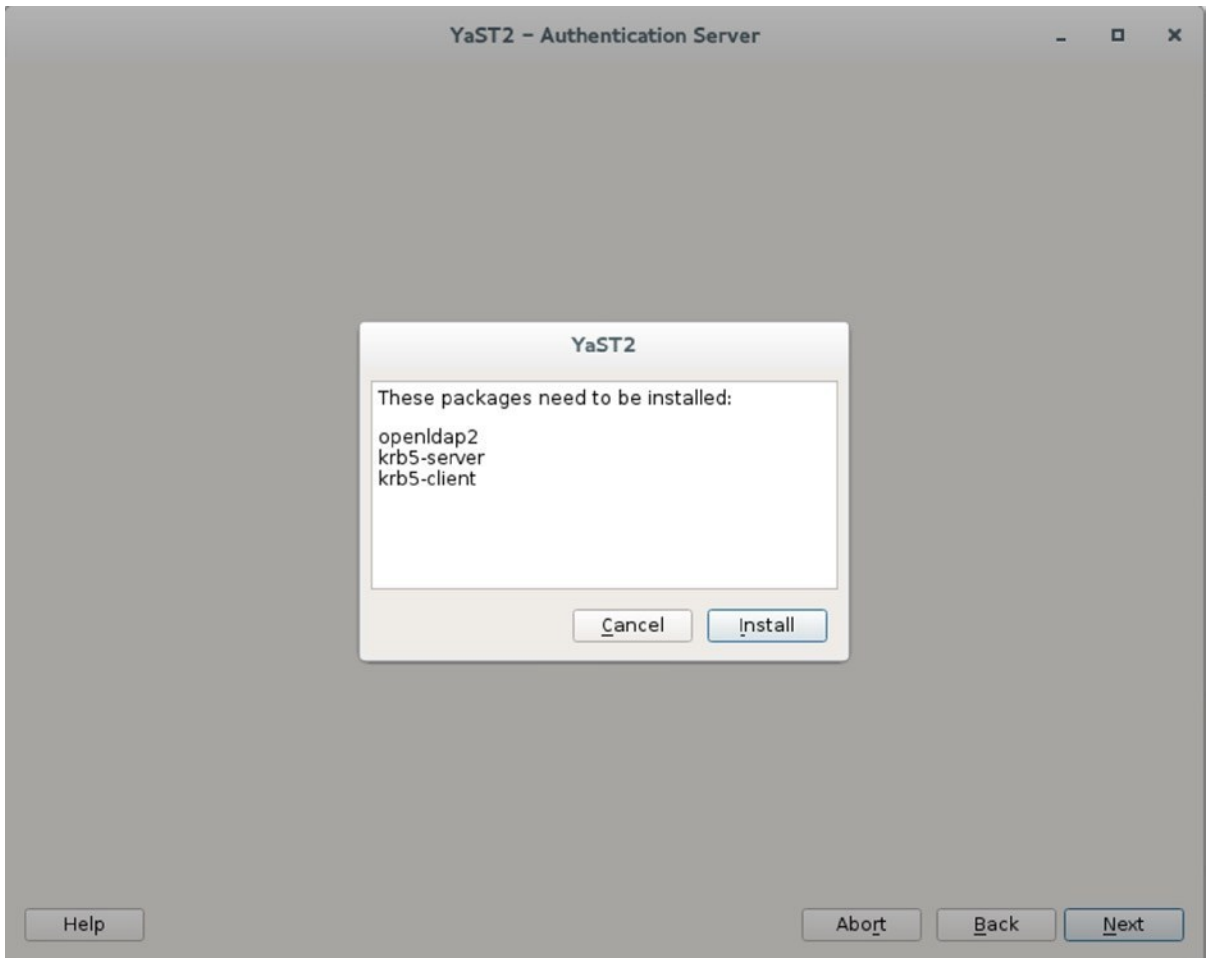 YaST2 – Authentication Server
YaST2
These packages need to be installed:
openldap2
krb5-server
krb5-client
Cancel
Install
Help
Abort
Back
Next